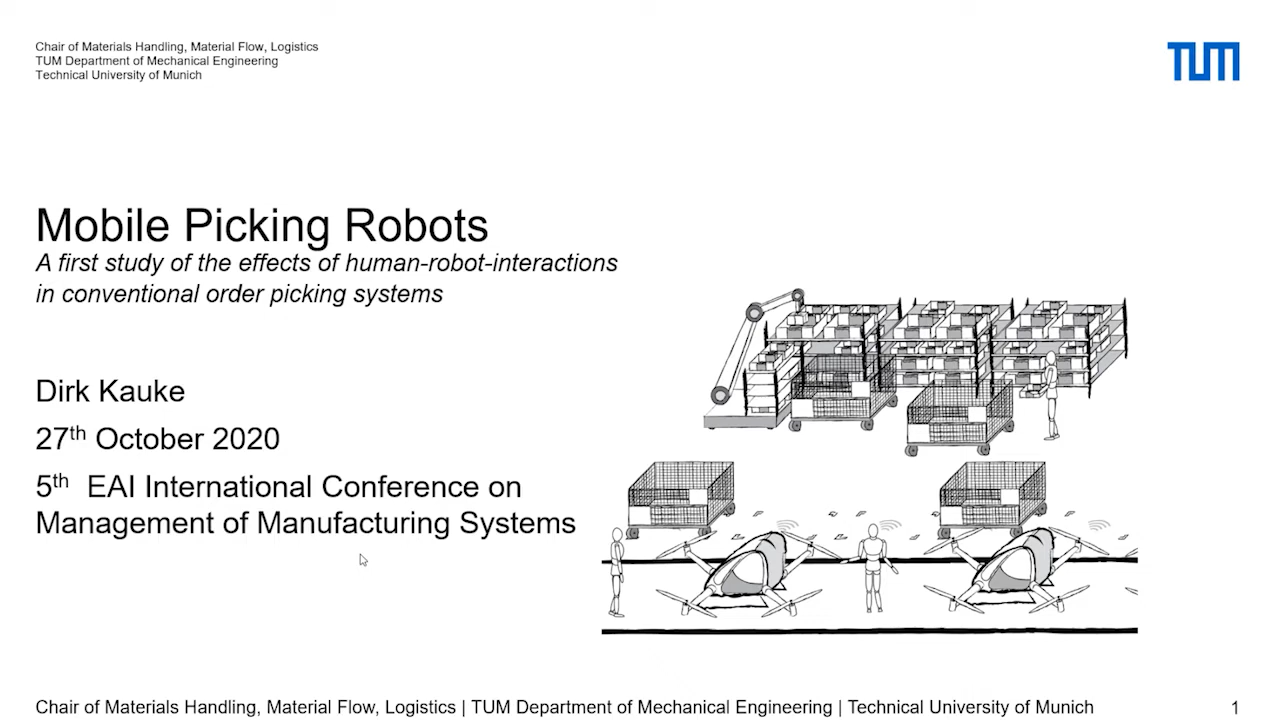 Chair of Materials Handling, Material Flow, Logistics
TUM Department of Mechanical Engineering
Technical University of Munich
TUM
Mobile Picking Robots
A first study of the effects of human-robot-interactions
in conventional order picking systems
Dirk Kauke
27th October 2020
5th EAI International Conference on
Management of Manufacturing Systems
Chair of Materials Handling, Material Flow, Logistics | TUM Department of Mechanical Engineering | Technical University of Munich
1